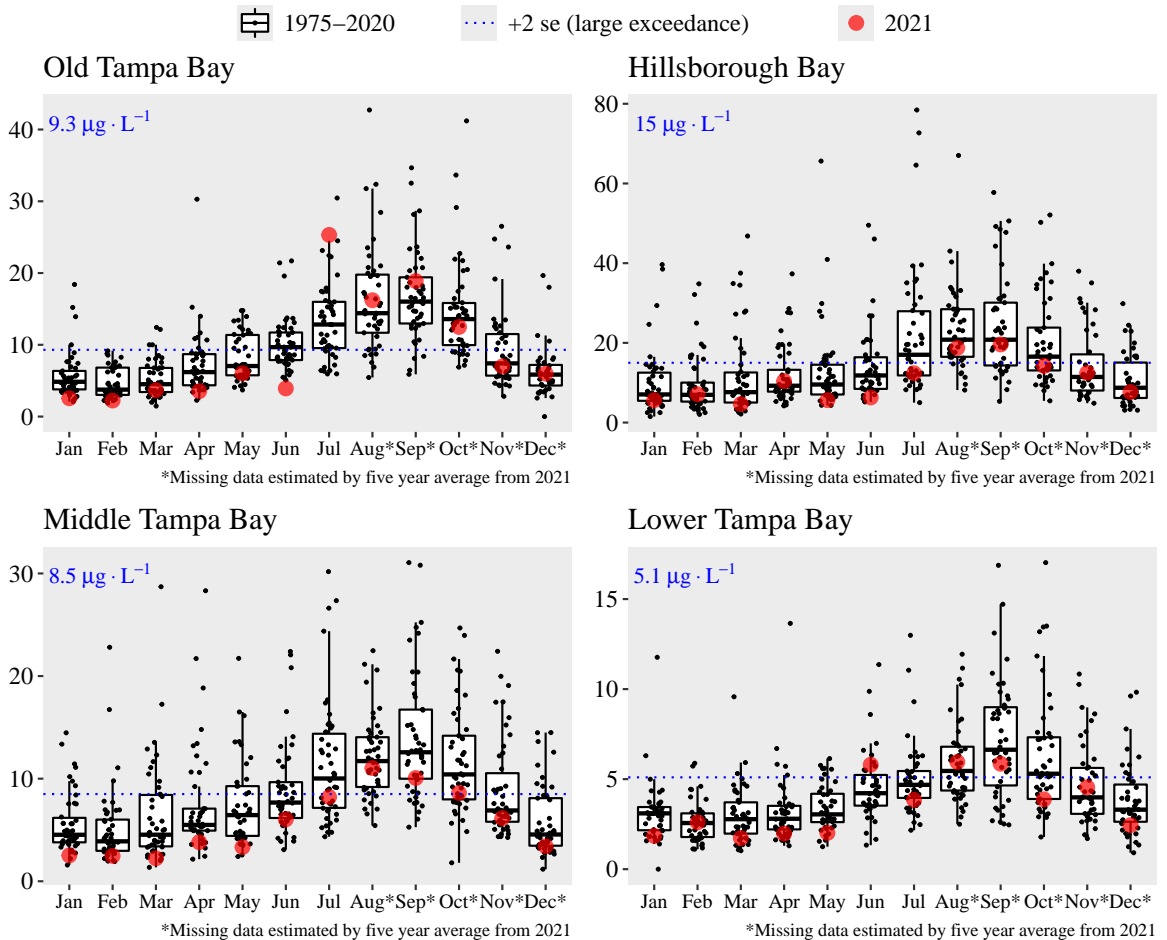 1975–2020 +2 se (large exceedance) 2021
Old Tampa Bay
9.3 µg · L⁻¹
40
30
20
10
0
Jan Feb Mar Apr May Jun Jul Aug* Sep* Oct* Nov* Dec*
*Missing data estimated by five year average from 2021
Hillsborough Bay
15 µg · L⁻¹
80
60
40
20
0
Jan Feb Mar Apr May Jun Jul Aug* Sep* Oct* Nov* Dec*
*Missing data estimated by five year average from 2021
Middle Tampa Bay
8.5 µg · L⁻¹
30
20
10
0
Jan Feb Mar Apr May Jun Jul Aug* Sep* Oct* Nov* Dec*
*Missing data estimated by five year average from 2021
Lower Tampa Bay
5.1 µg · L⁻¹
15
10
5
0
Jan Feb Mar Apr May Jun Jul Aug* Sep* Oct* Nov* Dec*
*Missing data estimated by five year average from 2021